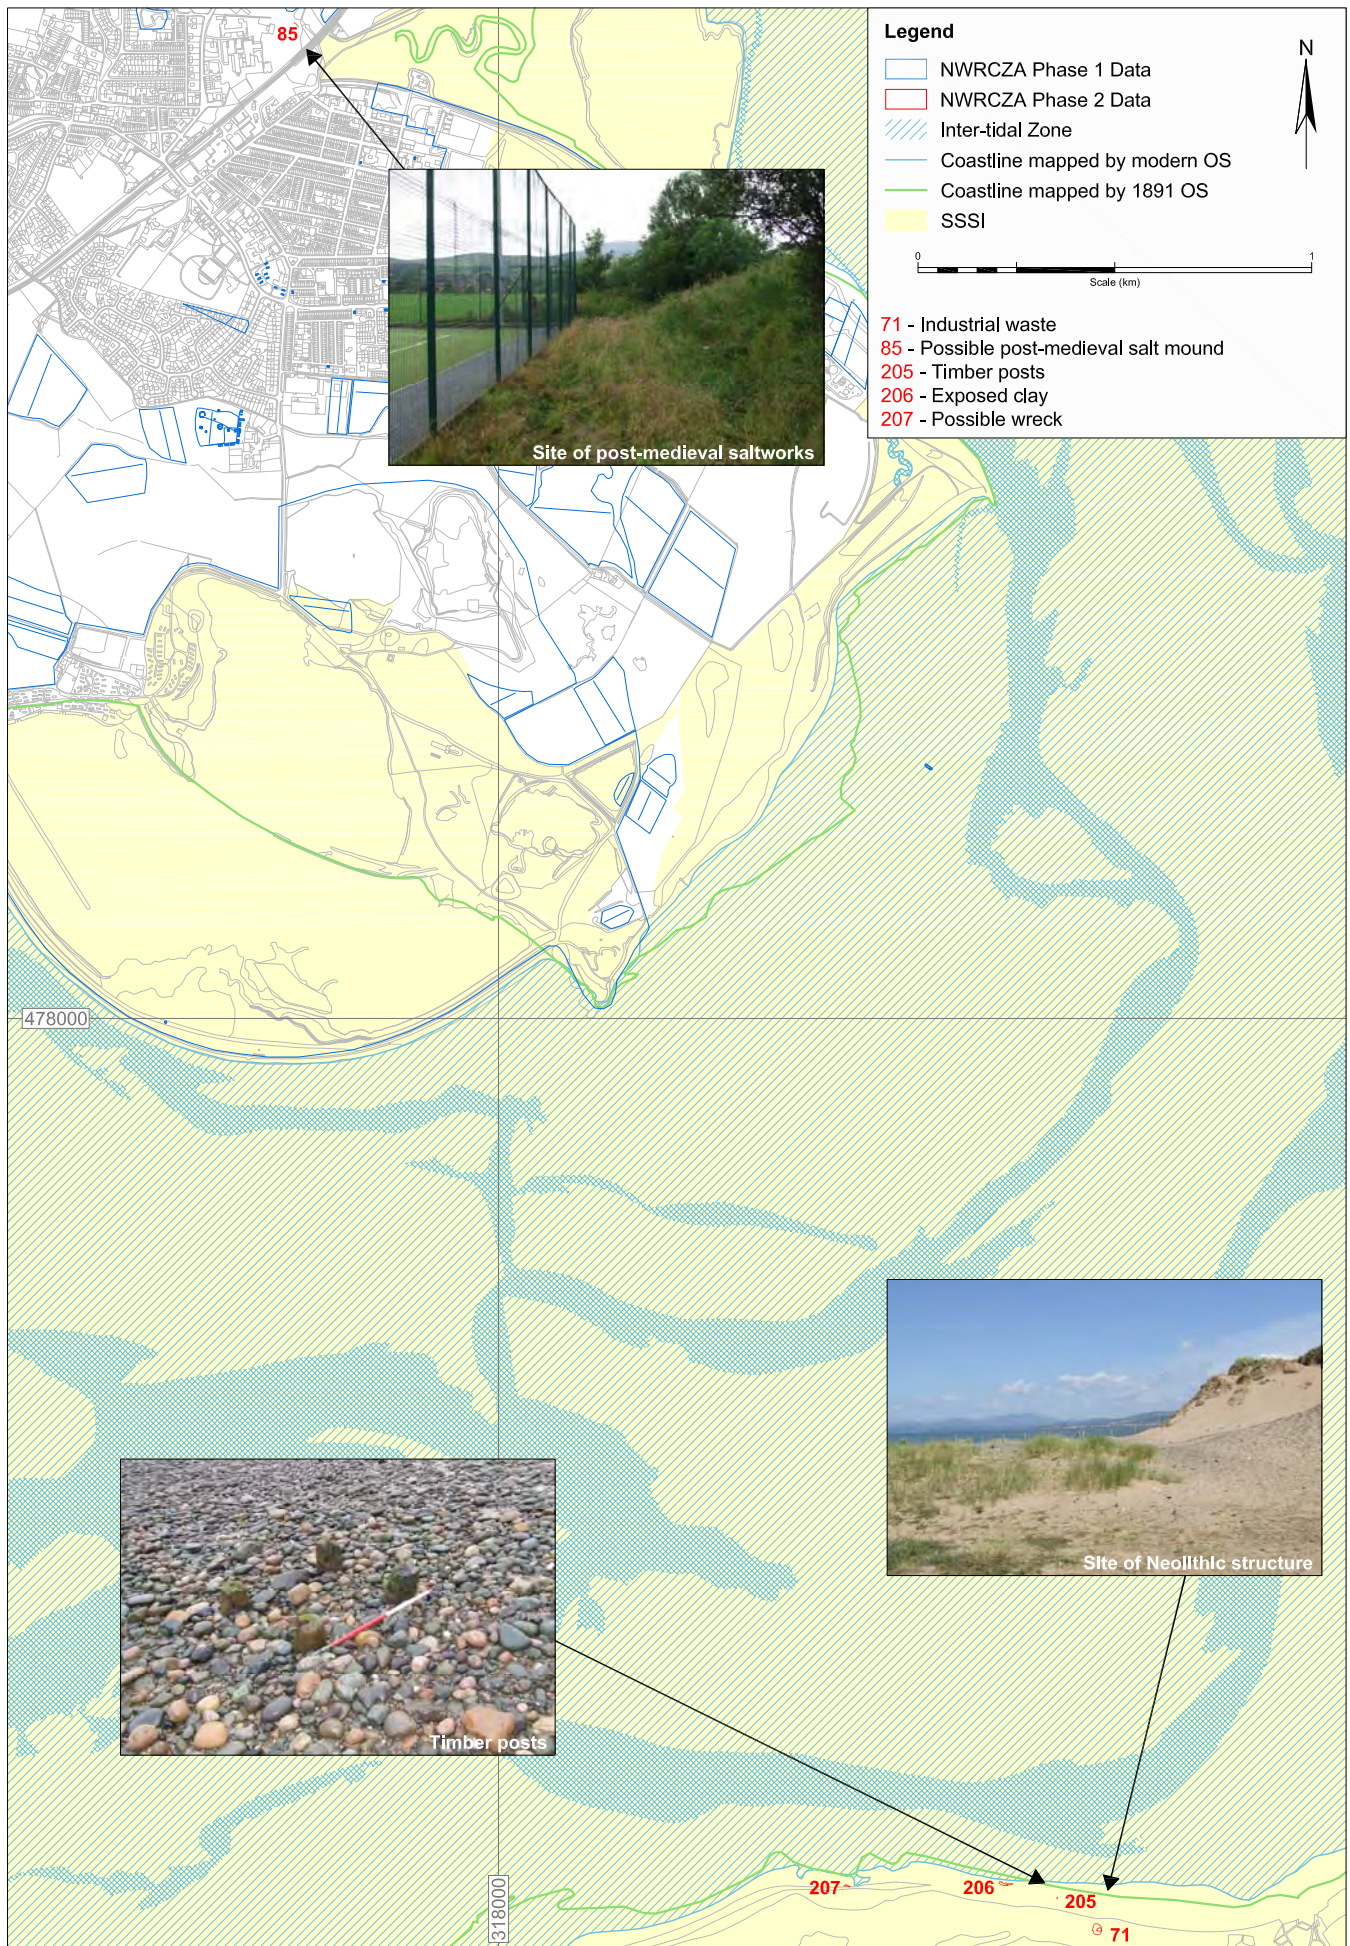 85
Legend
NWRCZA Phase 1 Data
NWRCZA Phase 2 Data
Inter-tidal Zone
Coastline mapped by modern OS
Coastline mapped by 1891 OS
SSSI
N
0 1
Scale (km)
71 - Industrial waste
85 - Possible post-medieval salt mound
205 - Timber posts
206 - Exposed clay
207 - Possible wreck
Site of post-medieval saltworks
478000
Site of Neolithic structure
Timber posts
318000
207
206
205
71